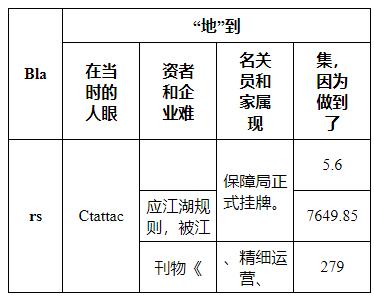 “地”到
Bla
在当
时的
人眼
资者
和企
业难
名关
员和
家属
现
集，
因为
做到
了
rs
Ctattac
保障局正
式挂牌。
5.6
应江湖规
则，被江
7649.85
刊物《
、精细运
营、
279